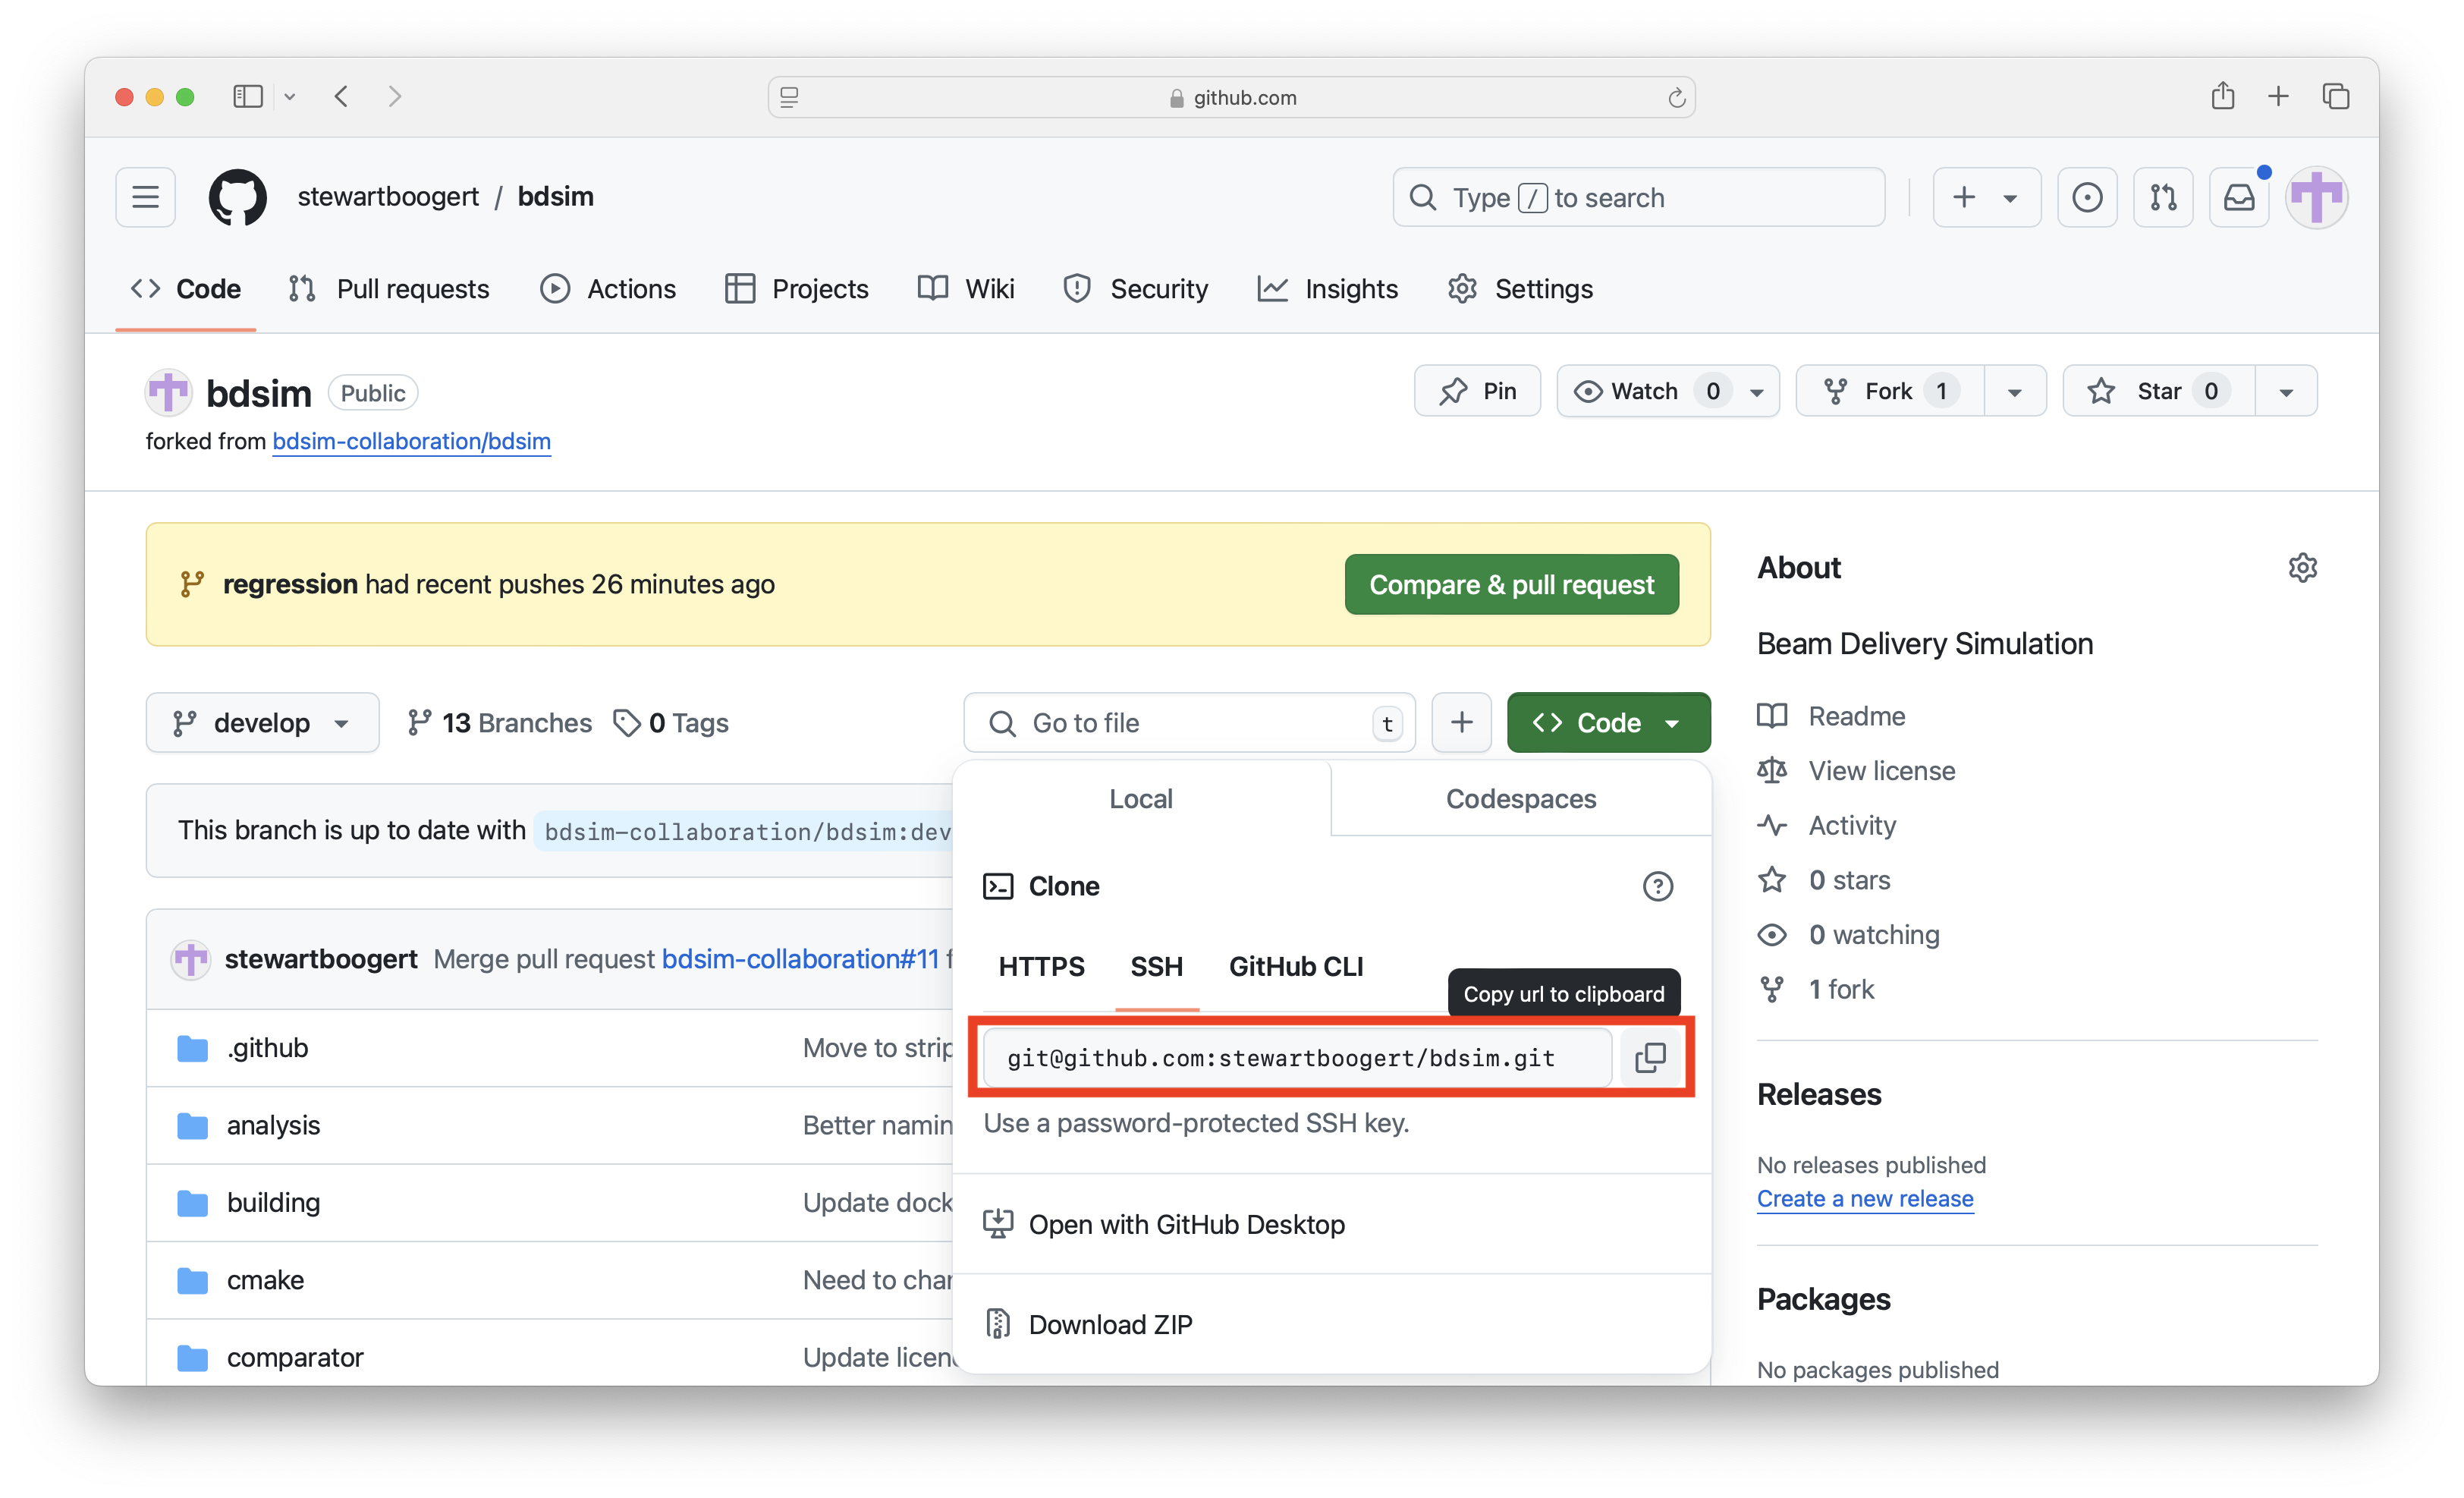 github.com
stewartboogert / bdsim
Type / to search
Code
Pull requests
Actions
Projects
Wiki
Security
Insights
Settings
bdsim Public
Pin
Watch 0
Fork 1
Star 0
forked from bdsim-collaboration/bdsim
regression had recent pushes 26 minutes ago
Compare & pull request
develop
13 Branches
0 Tags
Go to file t
Code
This branch is up to date with bdsim-collaboration/bdsim:dev
Local
Codespaces
Clone
HTTPS
SSH
GitHub CLI
Copy url to clipboard
git@github.com:stewartboogert/bdsim.git
Use a password-protected SSH key.
Open with GitHub Desktop
Download ZIP
stewartboogert Merge pull request bdsim-collaboration#11 f
.github Move to strip
analysis Better namin
building Update dock
cmake Need to char
comparator Update licen
About
Beam Delivery Simulation
Readme
View license
Activity
0 stars
0 watching
1 fork
Releases
No releases published
Create a new release
Packages
No packages published